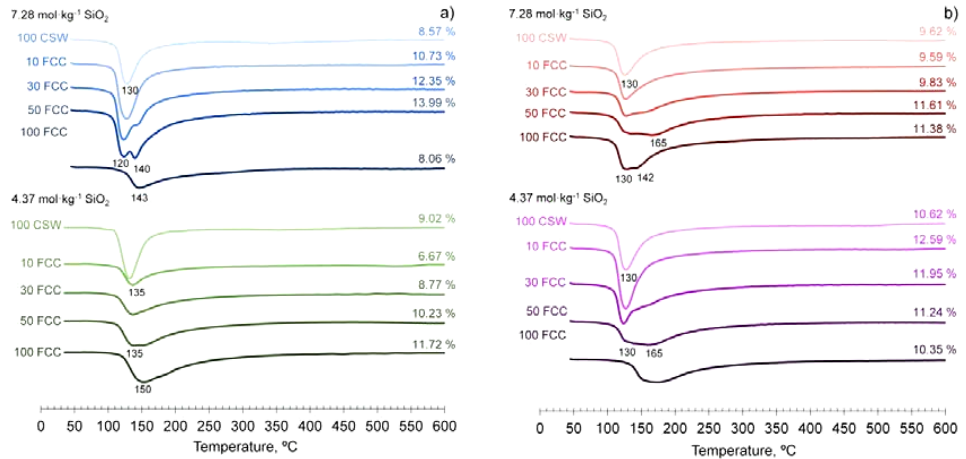 a)
7.28 mol·kg⁻¹ SiO₂
100 CSW 8.57 %
10 FCC 10.73 %
130
30 FCC 12.35 %
50 FCC 13.99 %
100 FCC
120 140
8.06 %
143
4.37 mol·kg⁻¹ SiO₂
100 CSW 9.02 %
10 FCC 6.67 %
135
30 FCC 8.77 %
50 FCC 10.23 %
135
100 FCC 11.72 %
150
0 50 100 150 200 250 300 350 400 450 500 550 600
Temperature, ºC
b)
7.28 mol·kg⁻¹ SiO₂
100 CSW 9.62 %
10 FCC 9.59 %
130
30 FCC 9.83 %
50 FCC 11.61 %
165
100 FCC 11.38 %
130 142
4.37 mol·kg⁻¹ SiO₂
100 CSW 10.62 %
10 FCC 12.59 %
130
30 FCC 11.95 %
50 FCC 11.24 %
100 FCC
130 165
10.35 %
0 50 100 150 200 250 300 350 400 450 500 550 600
Temperature, ºC